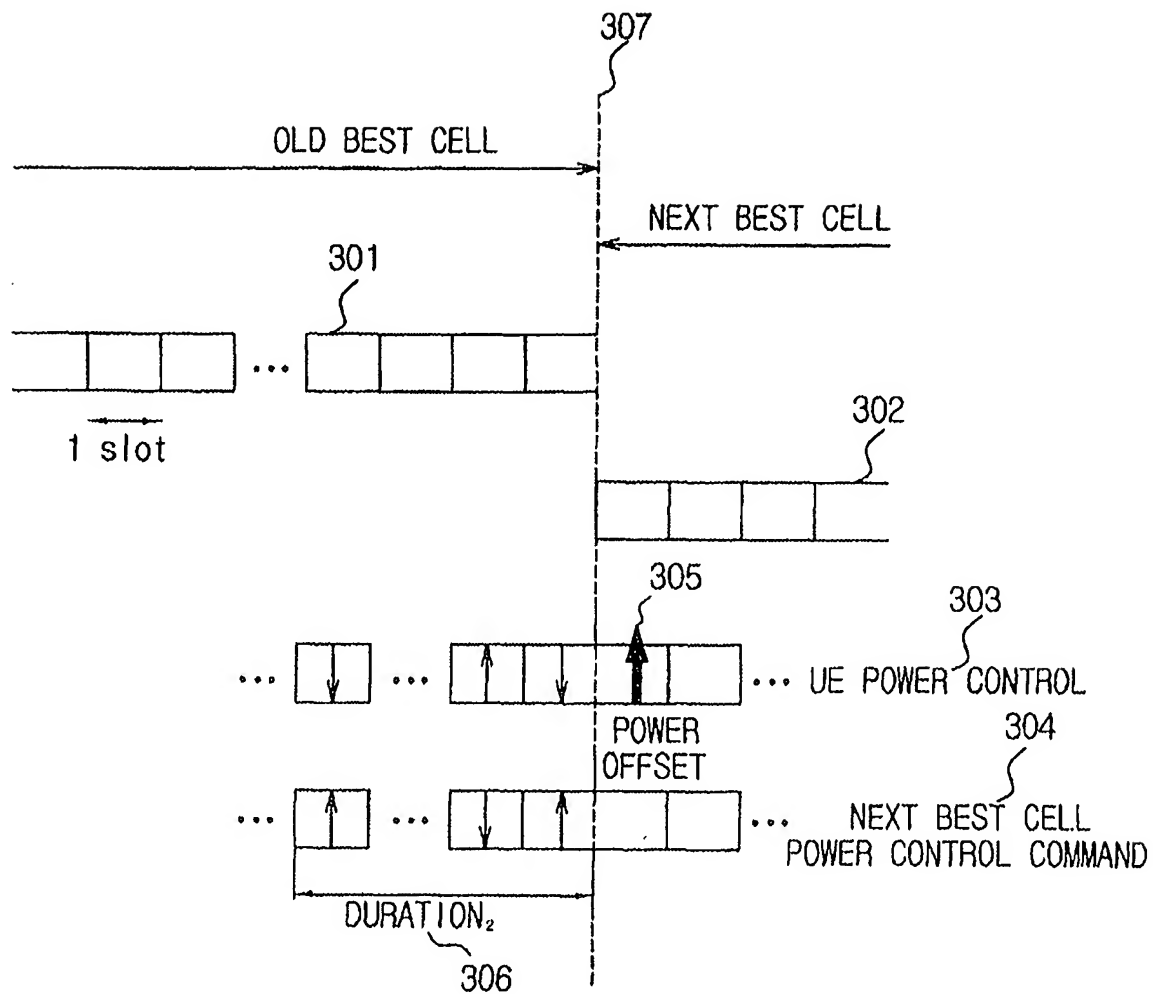 307
OLD BEST CELL
NEXT BEST CELL
301
...
1 slot
302
305
303
... ... ... UE POWER CONTROL
POWER
OFFSET
304
... ... ... NEXT BEST CELL
POWER CONTROL COMMAND
DURATION₂
306